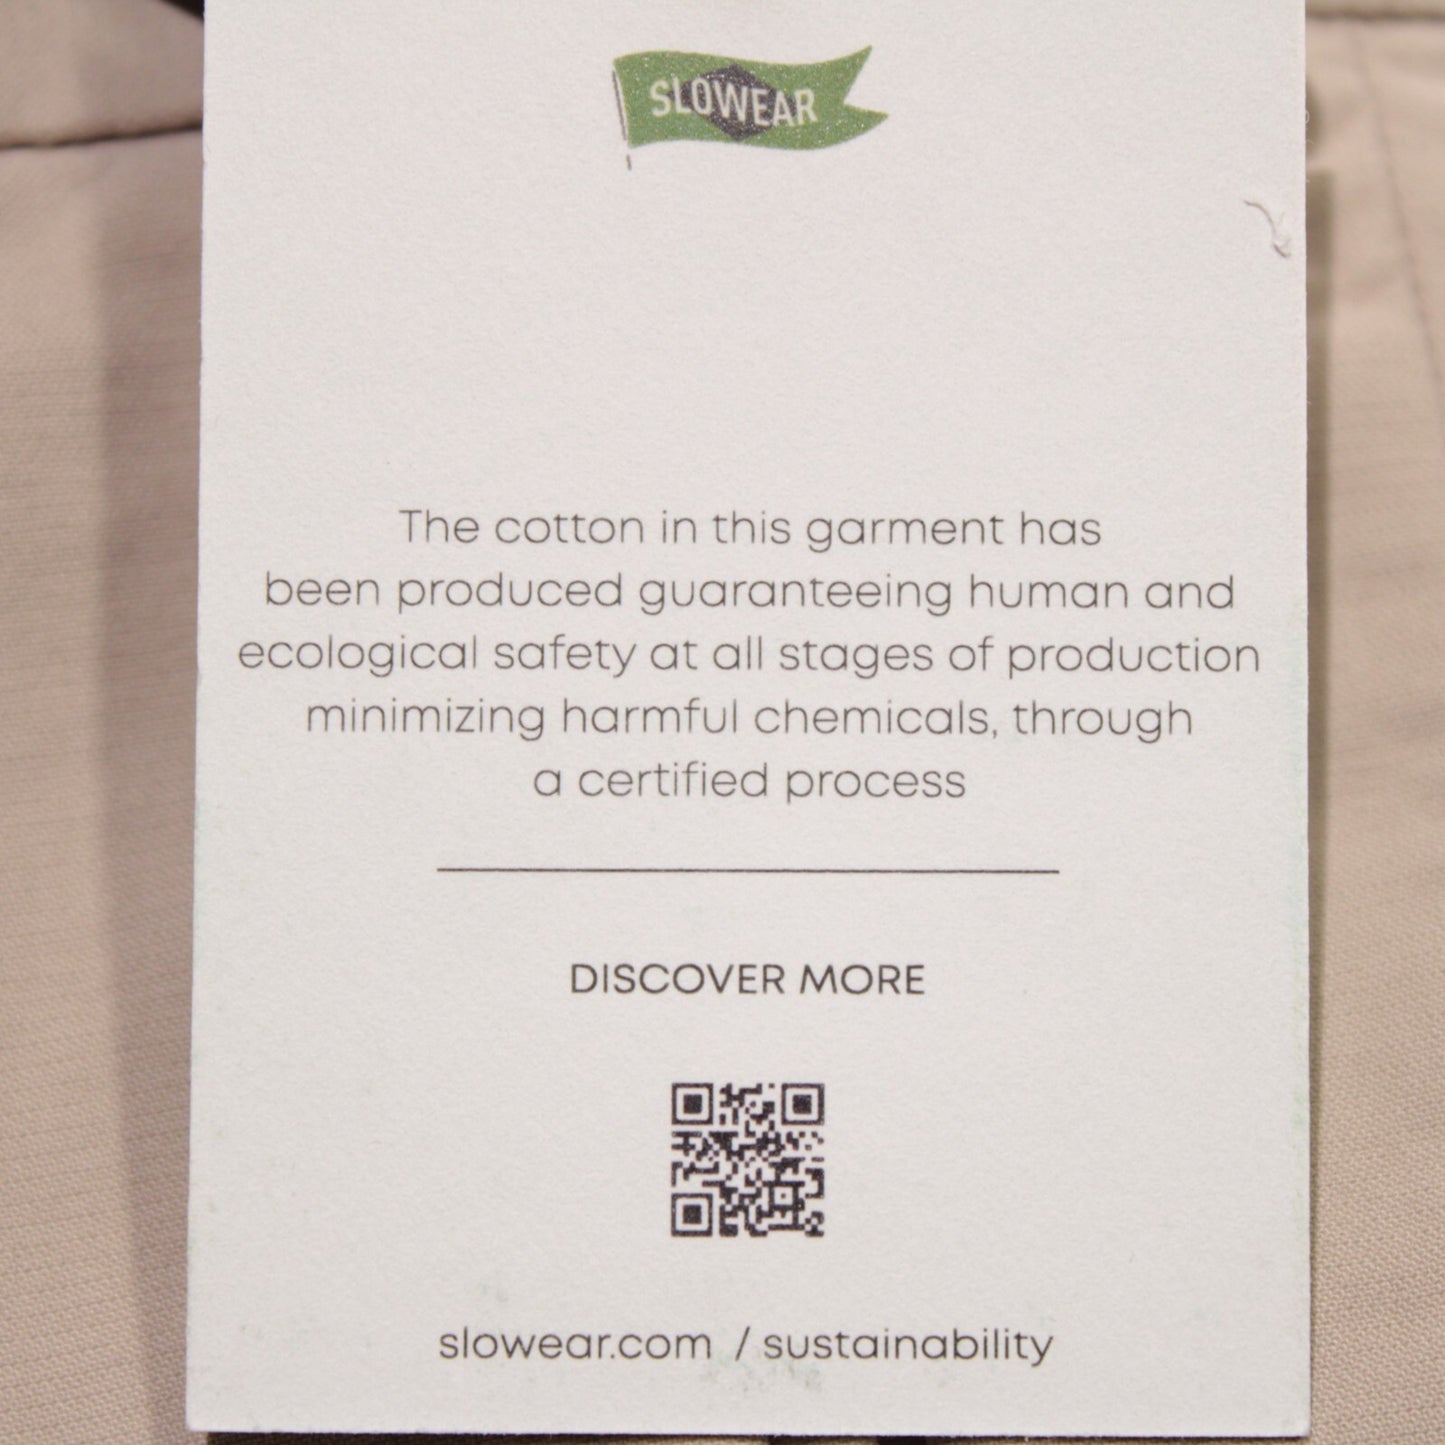 SLOWEAR
The cotton in this garment has
been produced guaranteeing human and
ecological safety at all stages of production
minimizing harmful chemicals, through
a certified process
DISCOVER MORE
slowear.com / sustainability